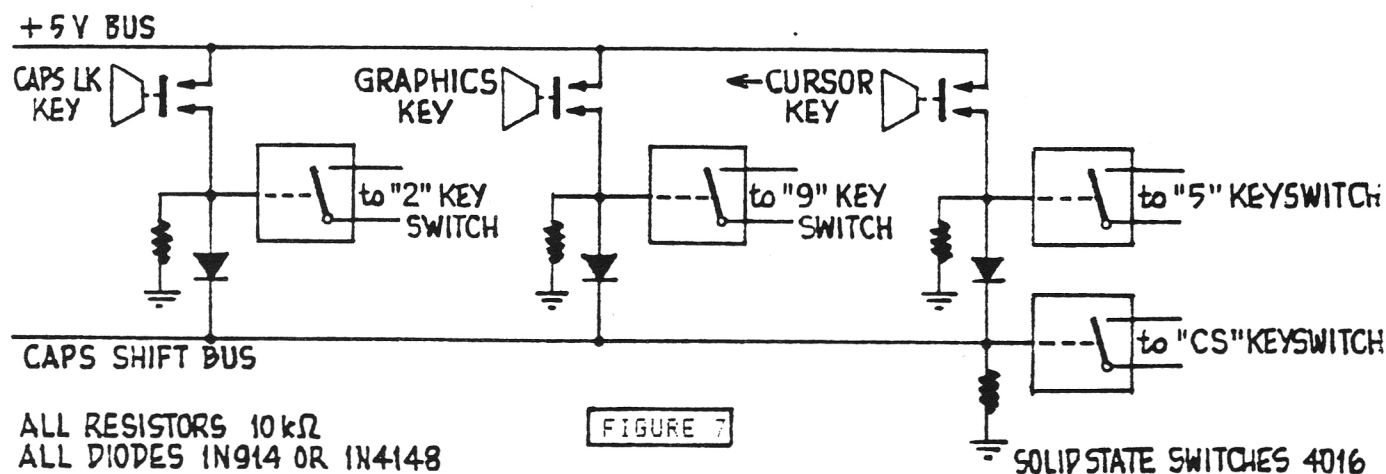 +5V BUS
CAPS LK
KEY
GRAPHICS
KEY
←CURSOR
KEY
to "2" KEY
SWITCH
to "9" KEY
SWITCH
to "5" KEYSWITCH
CAPS SHIFT BUS
to "CS" KEYSWITCH
ALL RESISTORS 10kΩ
ALL DIODES 1N914 OR 1N4148
FIGURE 7
SOLID STATE SWITCHES 4016